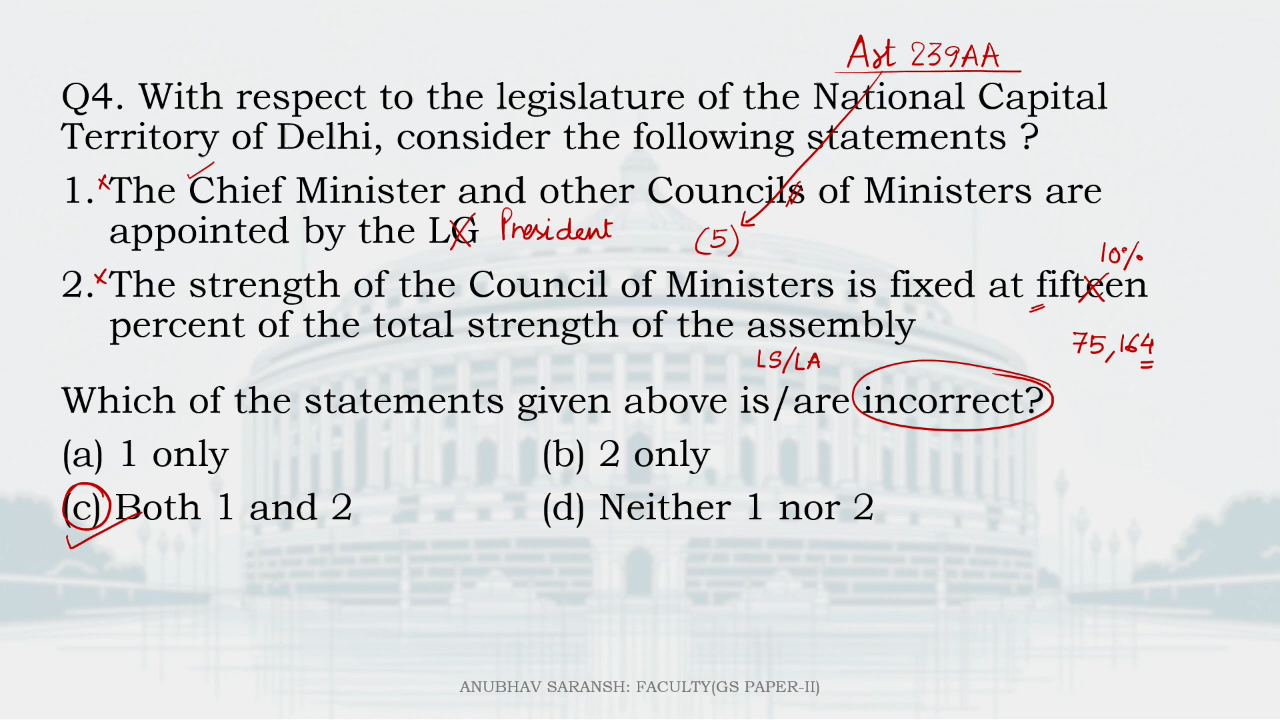 Art 239AA
Q4. With respect to the legislature of the National Capital
Territory of Delhi, consider the following statements ?
1. The Chief Minister and other Councils of Ministers are
appointed by the LG President (5)
10%
2. The strength of the Council of Ministers is fixed at fifteen
percent of the total strength of the assembly
75, 164
LS/LA
Which of the statements given above is/are incorrect?
(a) 1 only (b) 2 only
(c) Both 1 and 2 (d) Neither 1 nor 2
ANUBHAV SARANSH: FACULTY(GS PAPER-II)